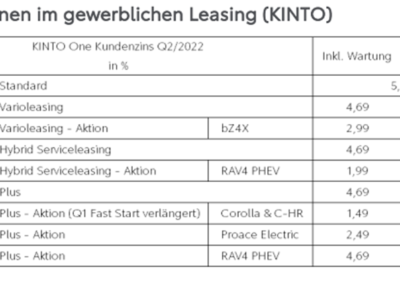 nen im gewerblichen Leasing (KINTO)
KINTO One Kundenzins Q2/2022
in %
Inkl. Wartung
Standard 5,
Varioleasing 4,69
Varioleasing - Aktion bZ4X 2,99
Hybrid Serviceleasing 4,69
Hybrid Serviceleasing - Aktion RAV4 PHEV 1,99
Plus 4,69
Plus - Aktion (Q1 Fast Start verlängert) Corolla & C-HR 1,49
Plus - Aktion Proace Electric 2,49
Plus - Aktion RAV4 PHEV 4,69